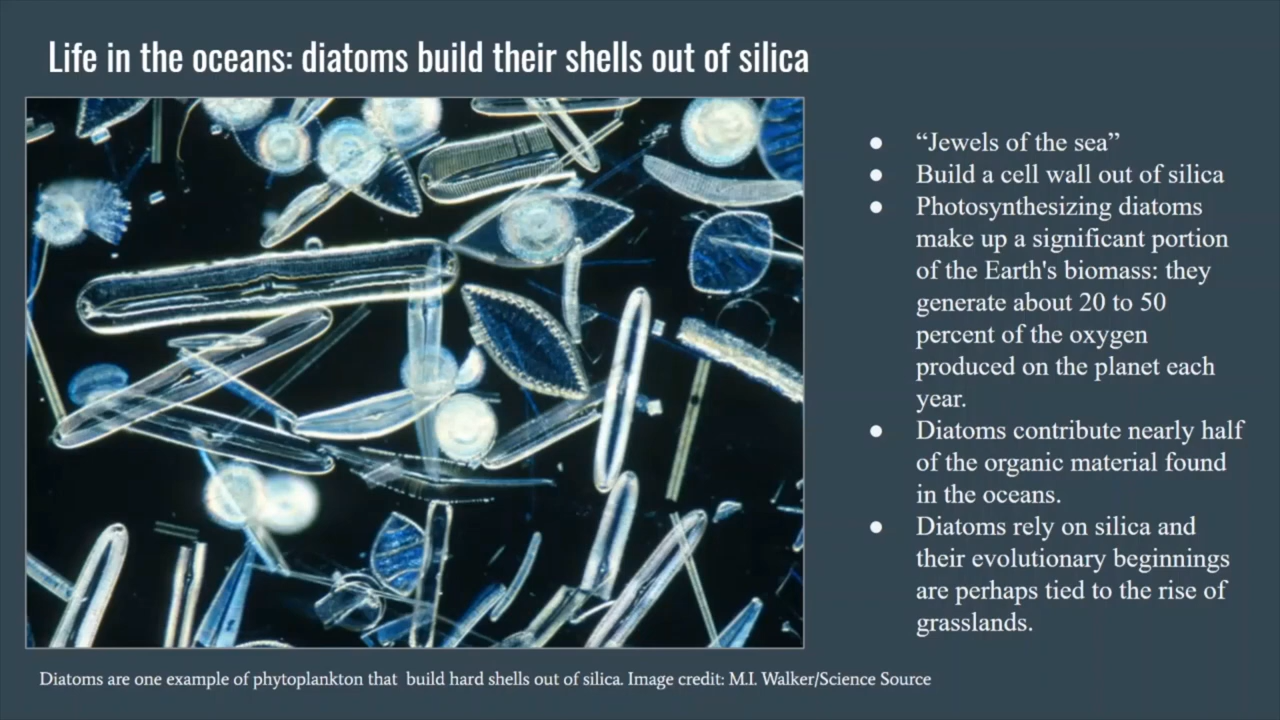 Life in the oceans: diatoms build their shells out of silica
● “Jewels of the sea”
● Build a cell wall out of silica
● Photosynthesizing diatoms
make up a significant portion
of the Earth's biomass: they
generate about 20 to 50
percent of the oxygen
produced on the planet each
year.
● Diatoms contribute nearly half
of the organic material found
in the oceans.
● Diatoms rely on silica and
their evolutionary beginnings
are perhaps tied to the rise of
grasslands.
Diatoms are one example of phytoplankton that build hard shells out of silica. Image credit: M.I. Walker/Science Source